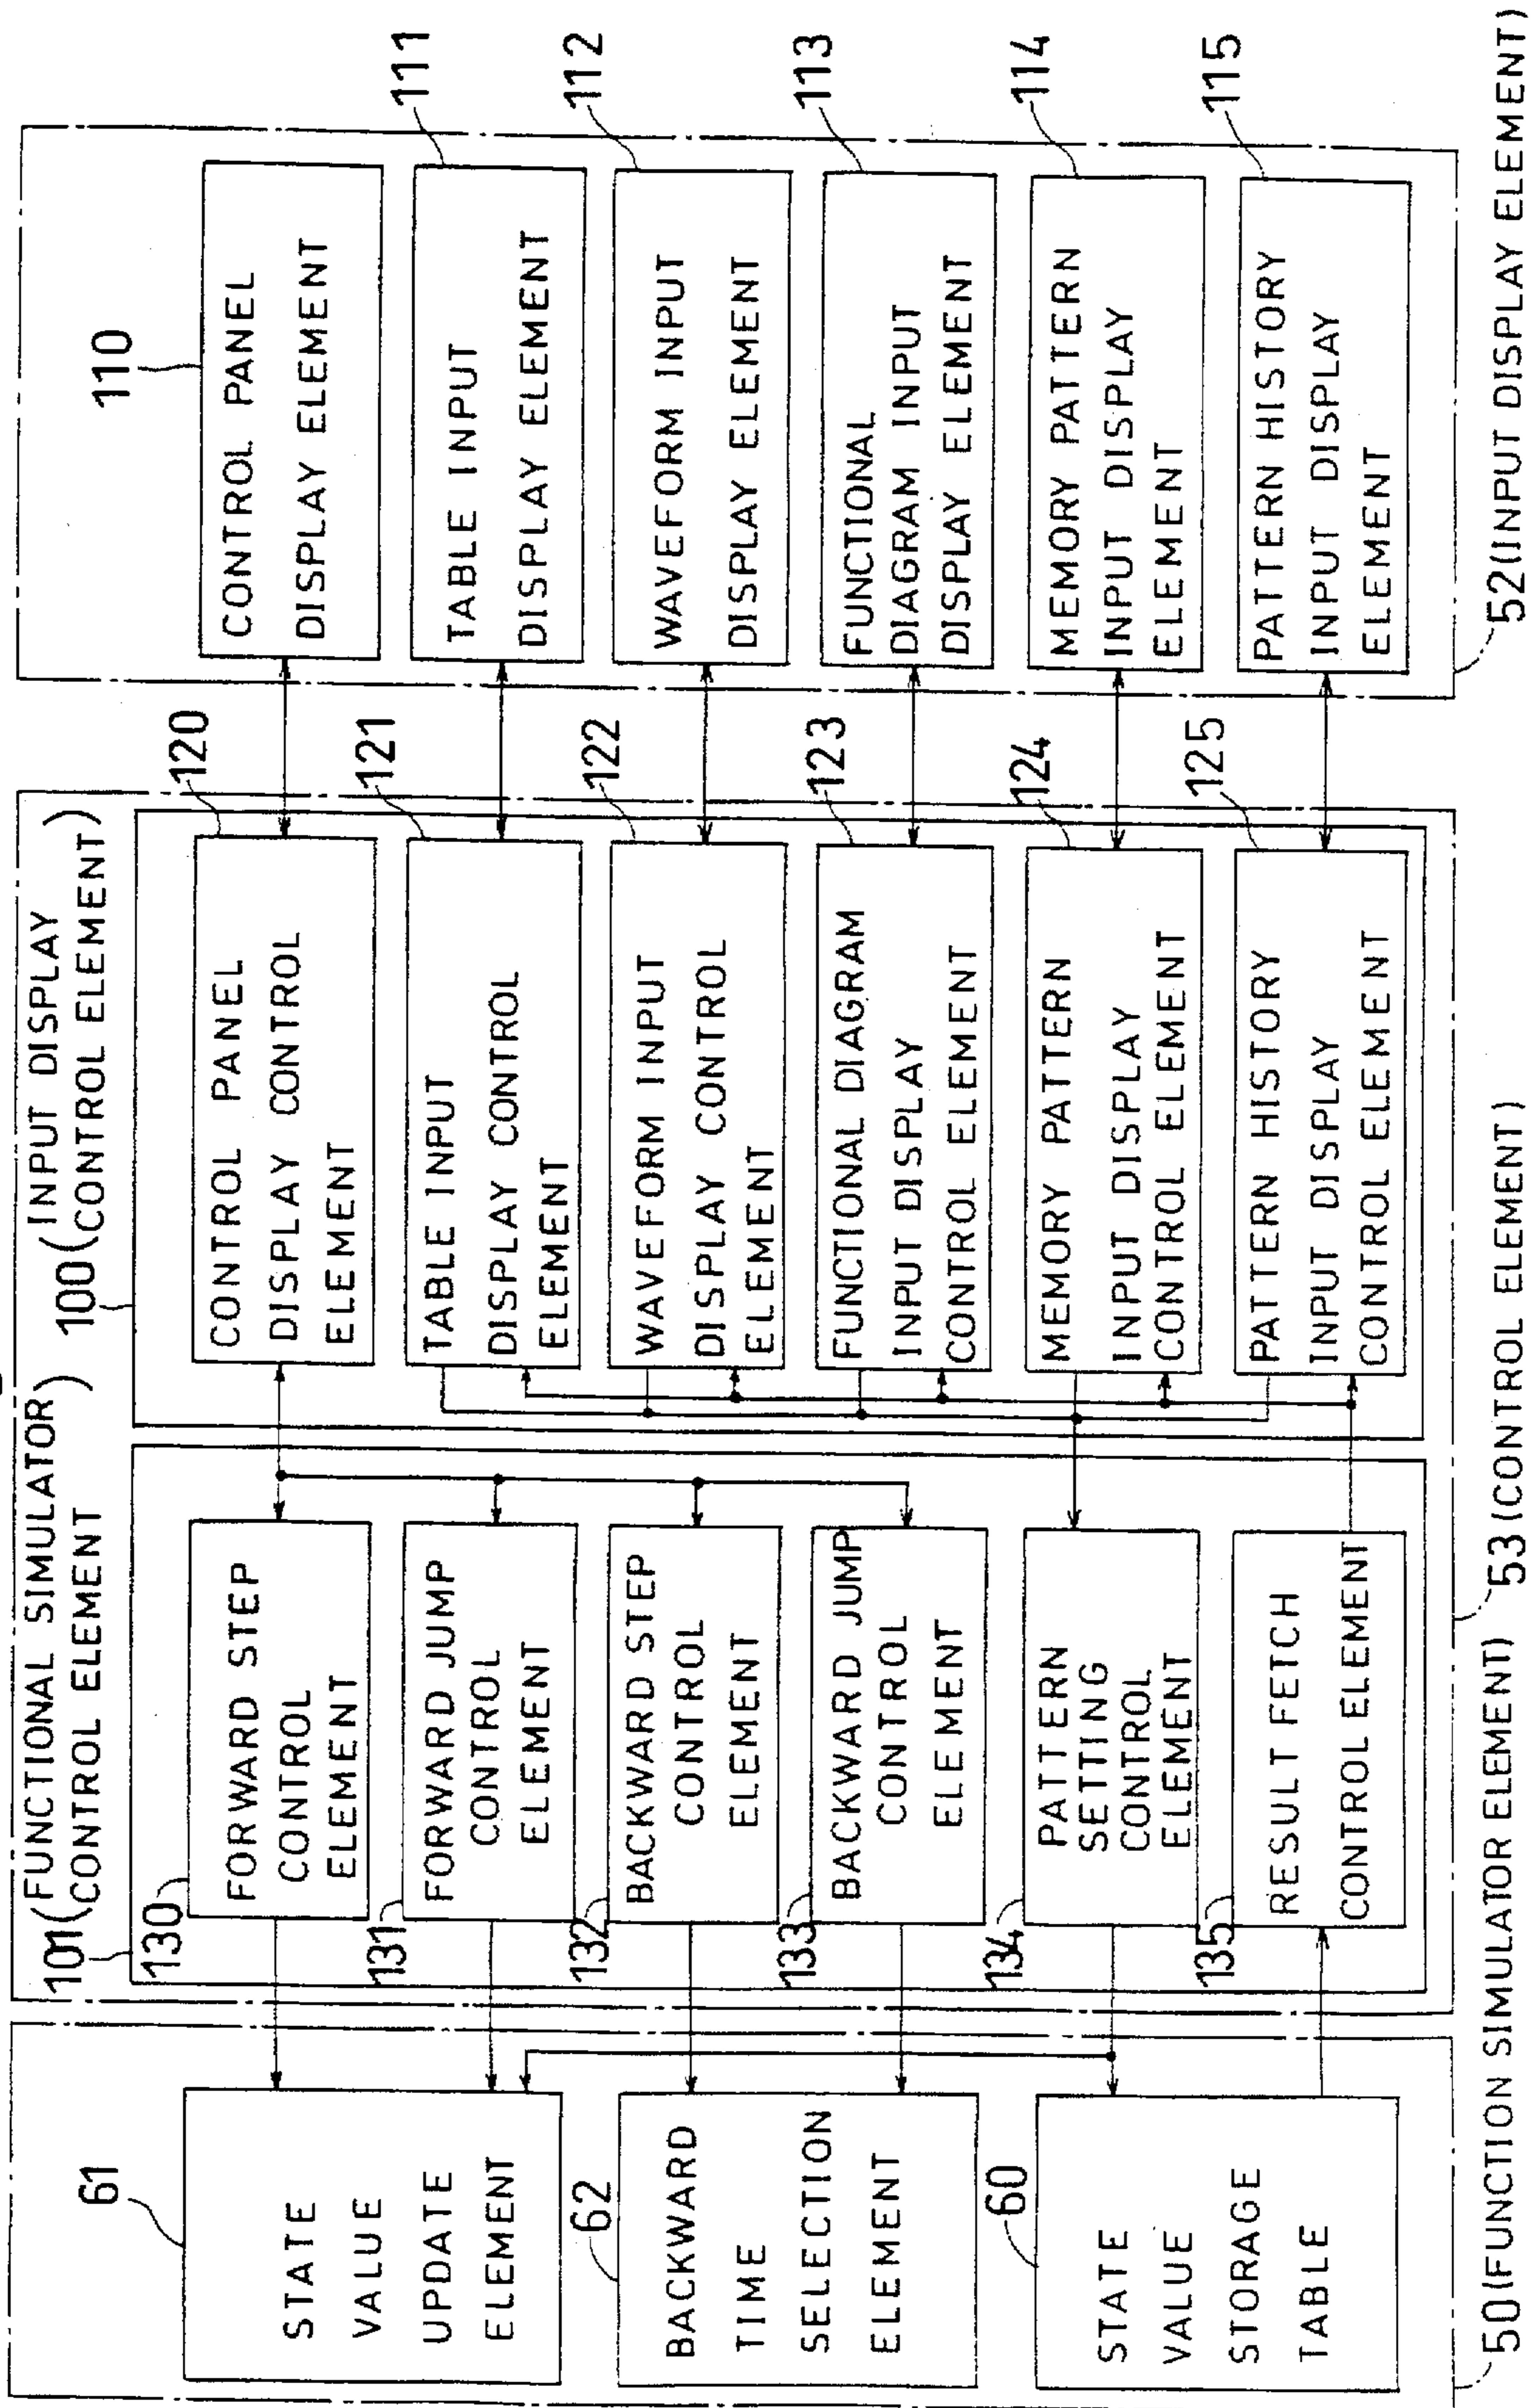 50 (FUNCTION SIMULATOR ELEMENT)
61
STATE
VALUE
UPDATE
ELEMENT
62
BACKWARD
TIME
SELECTION
ELEMENT
60
STATE
VALUE
STORAGE
TABLE
53 (CONTROL ELEMENT)
101 (FUNCTIONAL SIMULATOR
CONTROL ELEMENT)
130
FORWARD STEP
CONTROL
ELEMENT
131
FORWARD JUMP
CONTROL
ELEMENT
132
BACKWARD STEP
CONTROL
ELEMENT
133
BACKWARD JUMP
CONTROL
ELEMENT
134
PATTERN
SETTING
CONTROL
ELEMENT
135
RESULT FETCH
CONTROL ELEMENT
100 (INPUT DISPLAY
CONTROL ELEMENT)
120
CONTROL PANEL
DISPLAY CONTROL
ELEMENT
121
TABLE INPUT
DISPLAY CONTROL
ELEMENT
122
WAVEFORM INPUT
DISPLAY CONTROL
ELEMENT
123
FUNCTIONAL DIAGRAM
INPUT DISPLAY
CONTROL ELEMENT
124
MEMORY PATTERN
INPUT DISPLAY
CONTROL ELEMENT
125
PATTERN HISTORY
INPUT DISPLAY
CONTROL ELEMENT
52 (INPUT DISPLAY ELEMENT)
110
CONTROL PANEL
DISPLAY ELEMENT
111
TABLE INPUT
DISPLAY ELEMENT
112
WAVEFORM INPUT
DISPLAY ELEMENT
113
FUNCTIONAL
DIAGRAM INPUT
DISPLAY ELEMENT
114
MEMORY PATTERN
INPUT DISPLAY
ELEMENT
115
PATTERN HISTORY
INPUT DISPLAY
ELEMENT